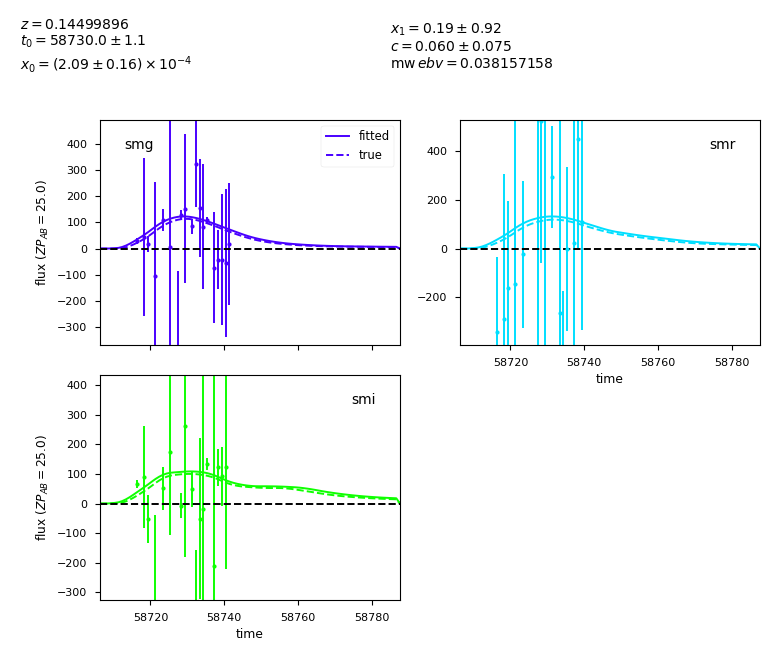 z = 0.14499896
t₀ = 58730.0 ± 1.1
x₀ = (2.09 ± 0.16) × 10⁻⁴
x₁ = 0.19 ± 0.92
c = 0.060 ± 0.075
mw ebv = 0.038157158
smg
fitted
true
400
300
200
100
0
−100
−200
−300
flux (ZP_AB = 25.0)
smr
400
200
0
−200
58720
58740
58760
58780
time
smi
400
300
200
100
0
−100
−200
−300
flux (ZP_AB = 25.0)
58720
58740
58760
58780
time